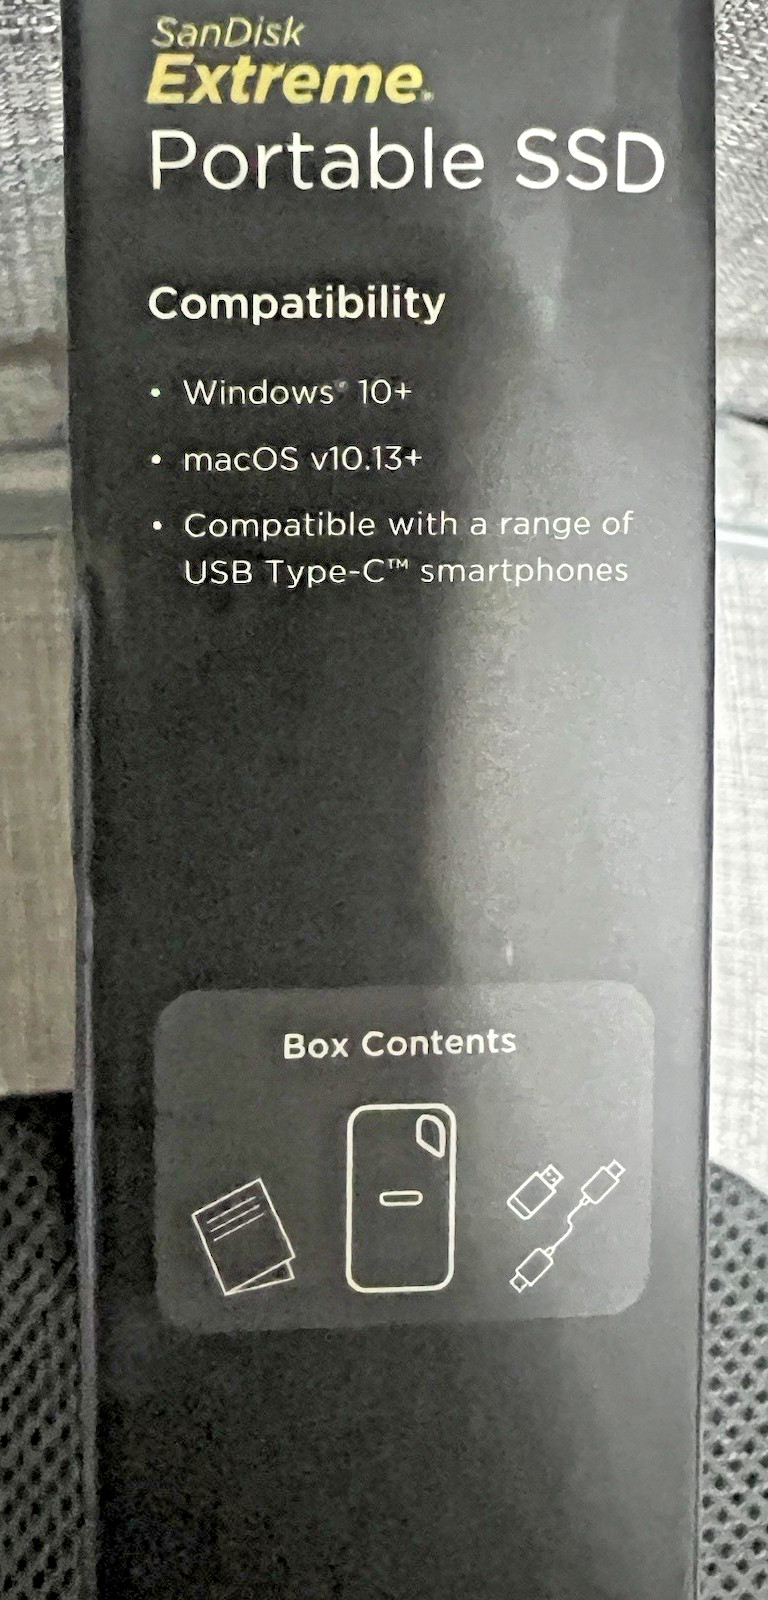 SanDisk
Extreme®
Portable SSD
Compatibility
• Windows® 10+
• macOS v10.13+
• Compatible with a range of
USB Type-C™ smartphones
Box Contents